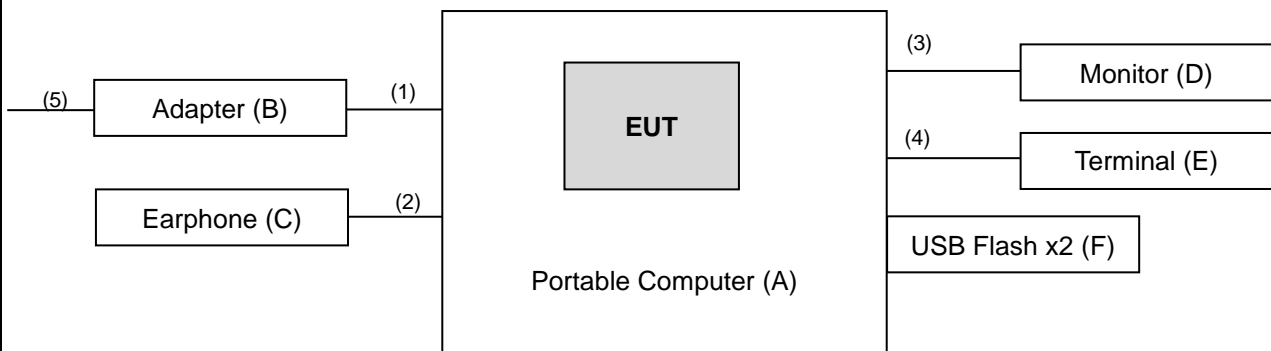 (5)
Adapter (B)
(1)
Earphone (C)
(2)
EUT
Portable Computer (A)
(3)
Monitor (D)
(4)
Terminal (E)
USB Flash x2 (F)